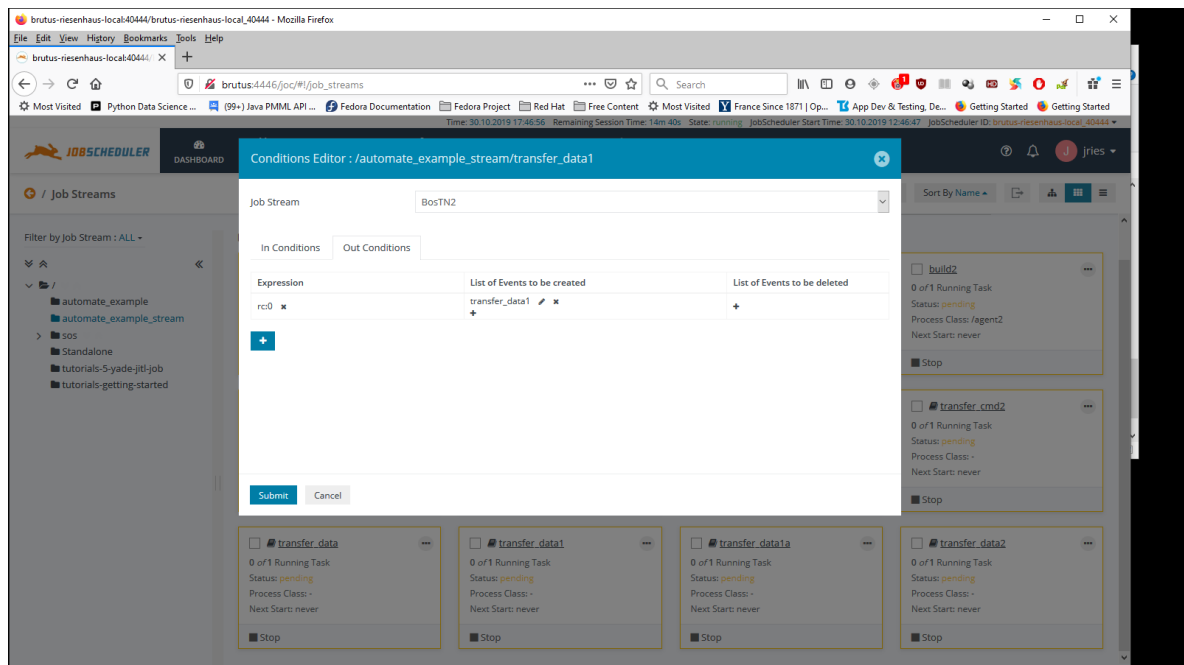 brutus-riesenhaus-local:40444/brutus-riesenhaus-local_40444 - Mozilla Firefox
File Edit View History Bookmarks Tools Help
brutus-riesenhaus-local:40444/
brutus:4446/joc/#!/job_streams
Search
Most Visited Python Data Science ... (99+) Java PMML API ... Fedora Documentation Fedora Project Red Hat Free Content Most Visited France Since 1871 | Op... App Dev & Testing, De... Getting Started Getting Started
Time: 30.10.2019 17:46:56 Remaining Session Time: 14m 40s State: running JobScheduler Start Time: 30.10.2019 12:46:47 JobScheduler ID: brutus-riesenhaus-local_40444
JOBSCHEDULER
DASHBOARD
J jries
/ Job Streams
Sort By Name
Filter by Job Stream : ALL
/
automate_example
automate_example_stream
sos
Standalone
tutorials-5-yade-jitl-job
tutorials-getting-started
Conditions Editor : /automate_example_stream/transfer_data1
Job Stream
BosTN2
In Conditions Out Conditions
Expression List of Events to be created List of Events to be deleted
rc:0 transfer_data1
Submit Cancel
build2
0 of 1 Running Task
Status: pending
Process Class: /agent2
Next Start: never
Stop
transfer_cmd2
0 of 1 Running Task
Status: pending
Process Class: -
Next Start: never
Stop
transfer_data
0 of 1 Running Task
Status: pending
Process Class: -
Next Start: never
Stop
transfer_data1
0 of 1 Running Task
Status: pending
Process Class: -
Next Start: never
Stop
transfer_data1a
0 of 1 Running Task
Status: pending
Process Class: -
Next Start: never
Stop
transfer_data2
0 of 1 Running Task
Status: pending
Process Class: -
Next Start: never
Stop